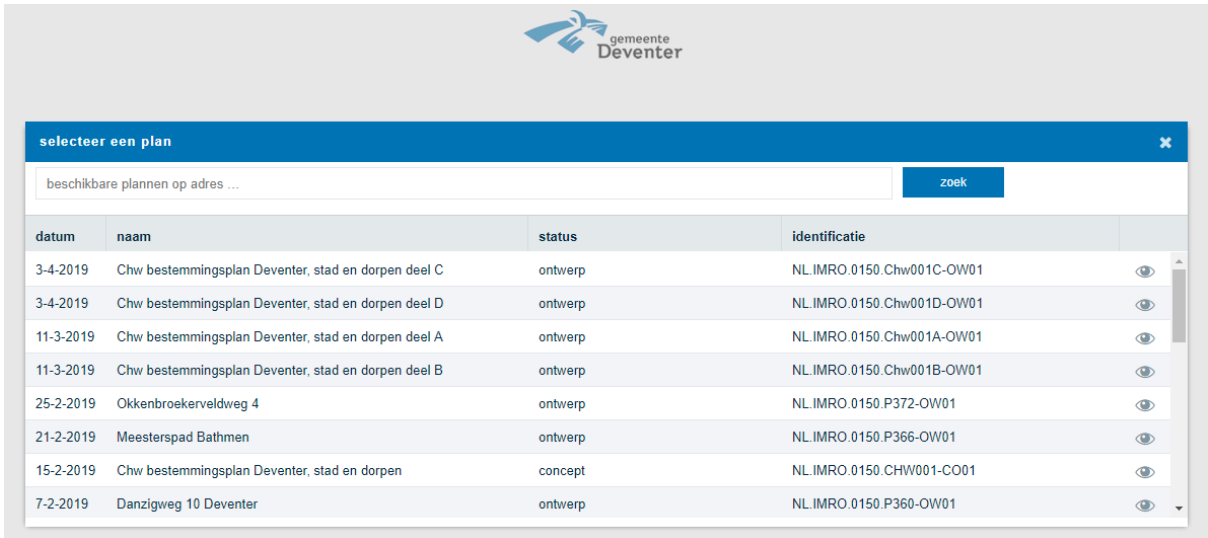 gemeente
Deventer
selecteer een plan
beschikbare plannen op adres ... zoek
datum naam status identificatie
3-4-2019 Chw bestemmingsplan Deventer, stad en dorpen deel C ontwerp NL.IMRO.0150.Chw001C-OW01
3-4-2019 Chw bestemmingsplan Deventer, stad en dorpen deel D ontwerp NL.IMRO.0150.Chw001D-OW01
11-3-2019 Chw bestemmingsplan Deventer, stad en dorpen deel A ontwerp NL.IMRO.0150.Chw001A-OW01
11-3-2019 Chw bestemmingsplan Deventer, stad en dorpen deel B ontwerp NL.IMRO.0150.Chw001B-OW01
25-2-2019 Okkenbroekerveldweg 4 ontwerp NL.IMRO.0150.P372-OW01
21-2-2019 Meesterspad Bathmen ontwerp NL.IMRO.0150.P366-OW01
15-2-2019 Chw bestemmingsplan Deventer, stad en dorpen concept NL.IMRO.0150.CHW001-CO01
7-2-2019 Danzigweg 10 Deventer ontwerp NL.IMRO.0150.P360-OW01